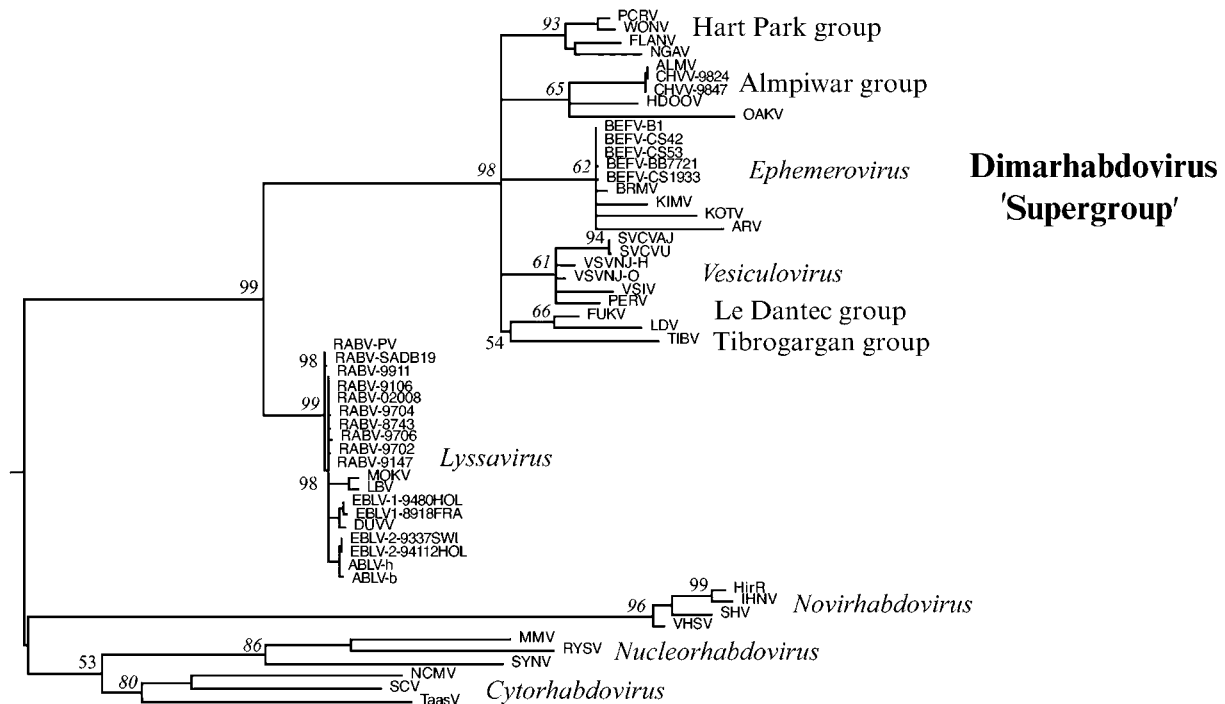 93
PCRV
WONV
FLANV
NGAV
Hart Park group
65
ALMV
CHVV-9824
CHVV-9847
HDOOV
OAKV
Almpiwar group
98
62
BEFV-B1
BEFV-CS42
BEFV-CS53
BEFV-BB7721
BEFV-CS1933
BRMV
KIMV
KOTV
ARV
Ephemerovirus
Dimarhabdovirus
'Supergroup'
94
SVCVAJ
SVCVU
61
VSVNJ-H
VSVNJ-O
VSIV
PERV
Vesiculovirus
66
FUKV
LDV
Le Dantec group
54
TIBV
Tibrogargan group
99
98
RABV-PV
RABV-SADB19
RABV-9911
99
RABV-9106
RABV-02008
RABV-9704
RABV-8743
RABV-9706
RABV-9702
RABV-9147
Lyssavirus
98
MOKV
LBV
EBLV-1-9480HOL
EBLV1-8918FRA
DUVV
EBLV-2-9337SWI
EBLV-2-94112HOL
ABLV-h
ABLV-b
96
99
HirR
IHNV
SHV
VHSV
Novirhabdovirus
53
86
MMV
RYSV
SYNV
Nucleorhabdovirus
80
NCMV
SCV
TaasV
Cytorhabdovirus